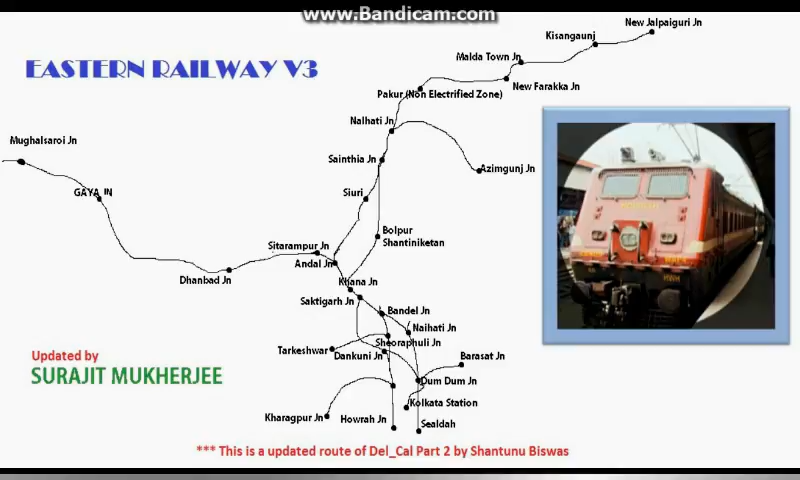 www.Bandicam.com
New Jalpaiguri Jn
Kisangaunj
Malda Town Jn
EASTERN RAILWAY V3
New Farakka Jn
Pakur (Non Electrified Zone)
Nalhati Jn
Mughalsaroi Jn
Sainthia Jn
Azimgunj Jn
GAYA JN
Siuri
Bolpur
Shantiniketan
Sitarampur Jn
Andal Jn
Dhanbad Jn
Khana Jn
Saktigarh Jn
Bandel Jn
Naihati Jn
Sheoraphuli Jn
Tarkeshwar
Dankuni Jn
Barasat Jn
Updated by
SURAJIT MUKHERJEE
Dum Dum Jn
Kolkata Station
Kharagpur Jn
Howrah Jn
Sealdah
*** This is a updated route of Del_Cal Part 2 by Shantunu Biswas